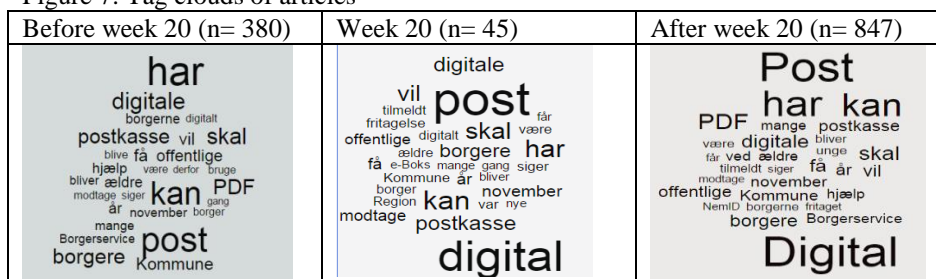 Figure 7. Tag clouds of articles
Before week 20 (n= 380)
Week 20 (n= 45)
After week 20 (n= 847)
har
digitale
borgerne digitalt
postkasse vil skal
blive få offentlige
hjælp være derfor bruge
bliver ældre kan PDF
modtage siger gang
år november borger
mange
Borgerservice post
borgere Kommune
digitale
vil post får
tilmeldt
fritagelse
offentlige digitalt skal være
ældre borgere har
få e-Boks mange gang siger
Kommune år bliver
borger kan november
Region var nye
modtage postkasse
digital
Post
har kan
PDF mange postkasse
være digitale bliver
får ved ældre unge skal
tilmeldt siger få år vil
modtage november
offentlige Kommune hjælp
NemID borgerne fritaget
borgere Borgerservice
Digital